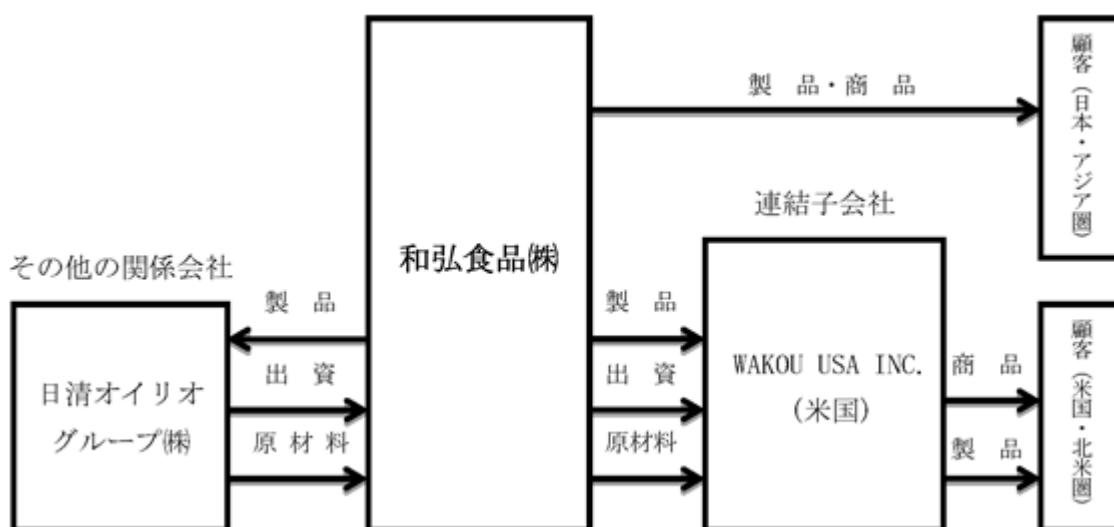 製 品・商 品
顧客(日本・アジア圏)
連結子会社
和弘食品㈱
その他の関係会社
製 品
出 資
原 材 料
日清オイリオ
グループ㈱
製 品
出 資
原材料
WAKOU USA INC.
(米国)
商 品
製 品
顧客(米国・北米圏)